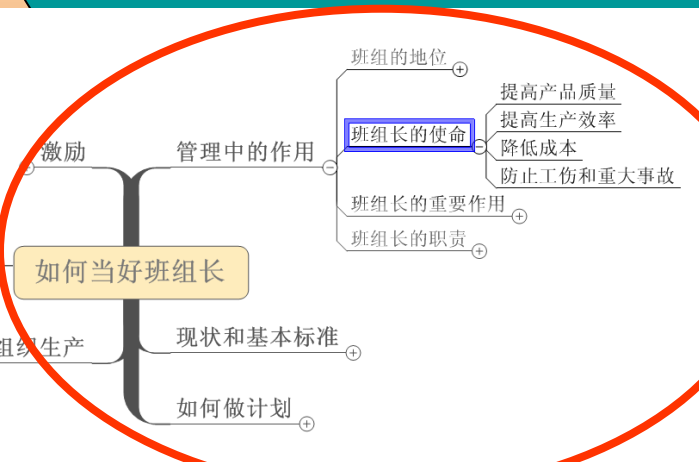 如何当好班组长
管理中的作用
班组的地位
班组长的使命
提高产品质量
提高生产效率
降低成本
防止工伤和重大事故
班组长的重要作用
班组长的职责
现状和基本标准
如何做计划
激励
组织生产